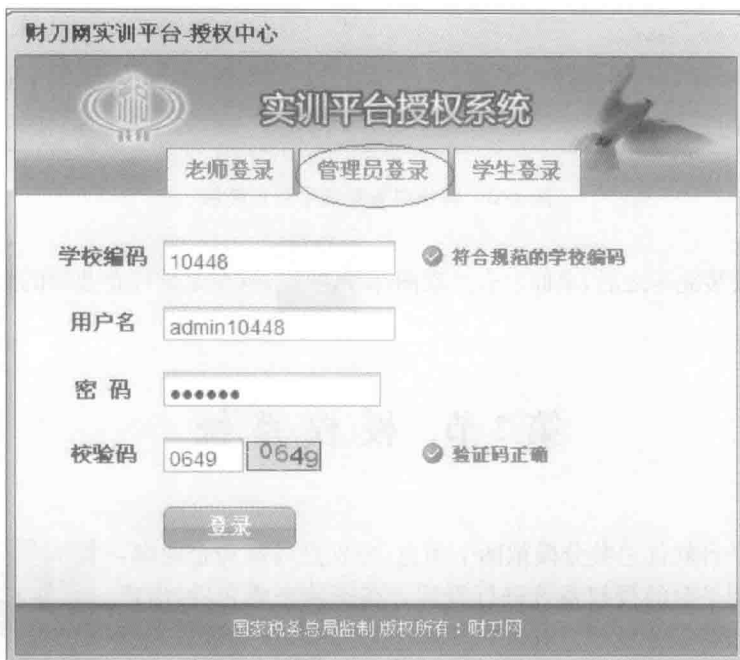 财刀网实训平台-授权中心
实训平台授权系统
老师登录 管理员登录 学生登录
学校编码 10448 符合规范的学校编码
用户名 admin10448
密 码 ●●●●●●
校验码 0649 0649 验证码正确
登录
国家税务总局监制 版权所有：财刀网